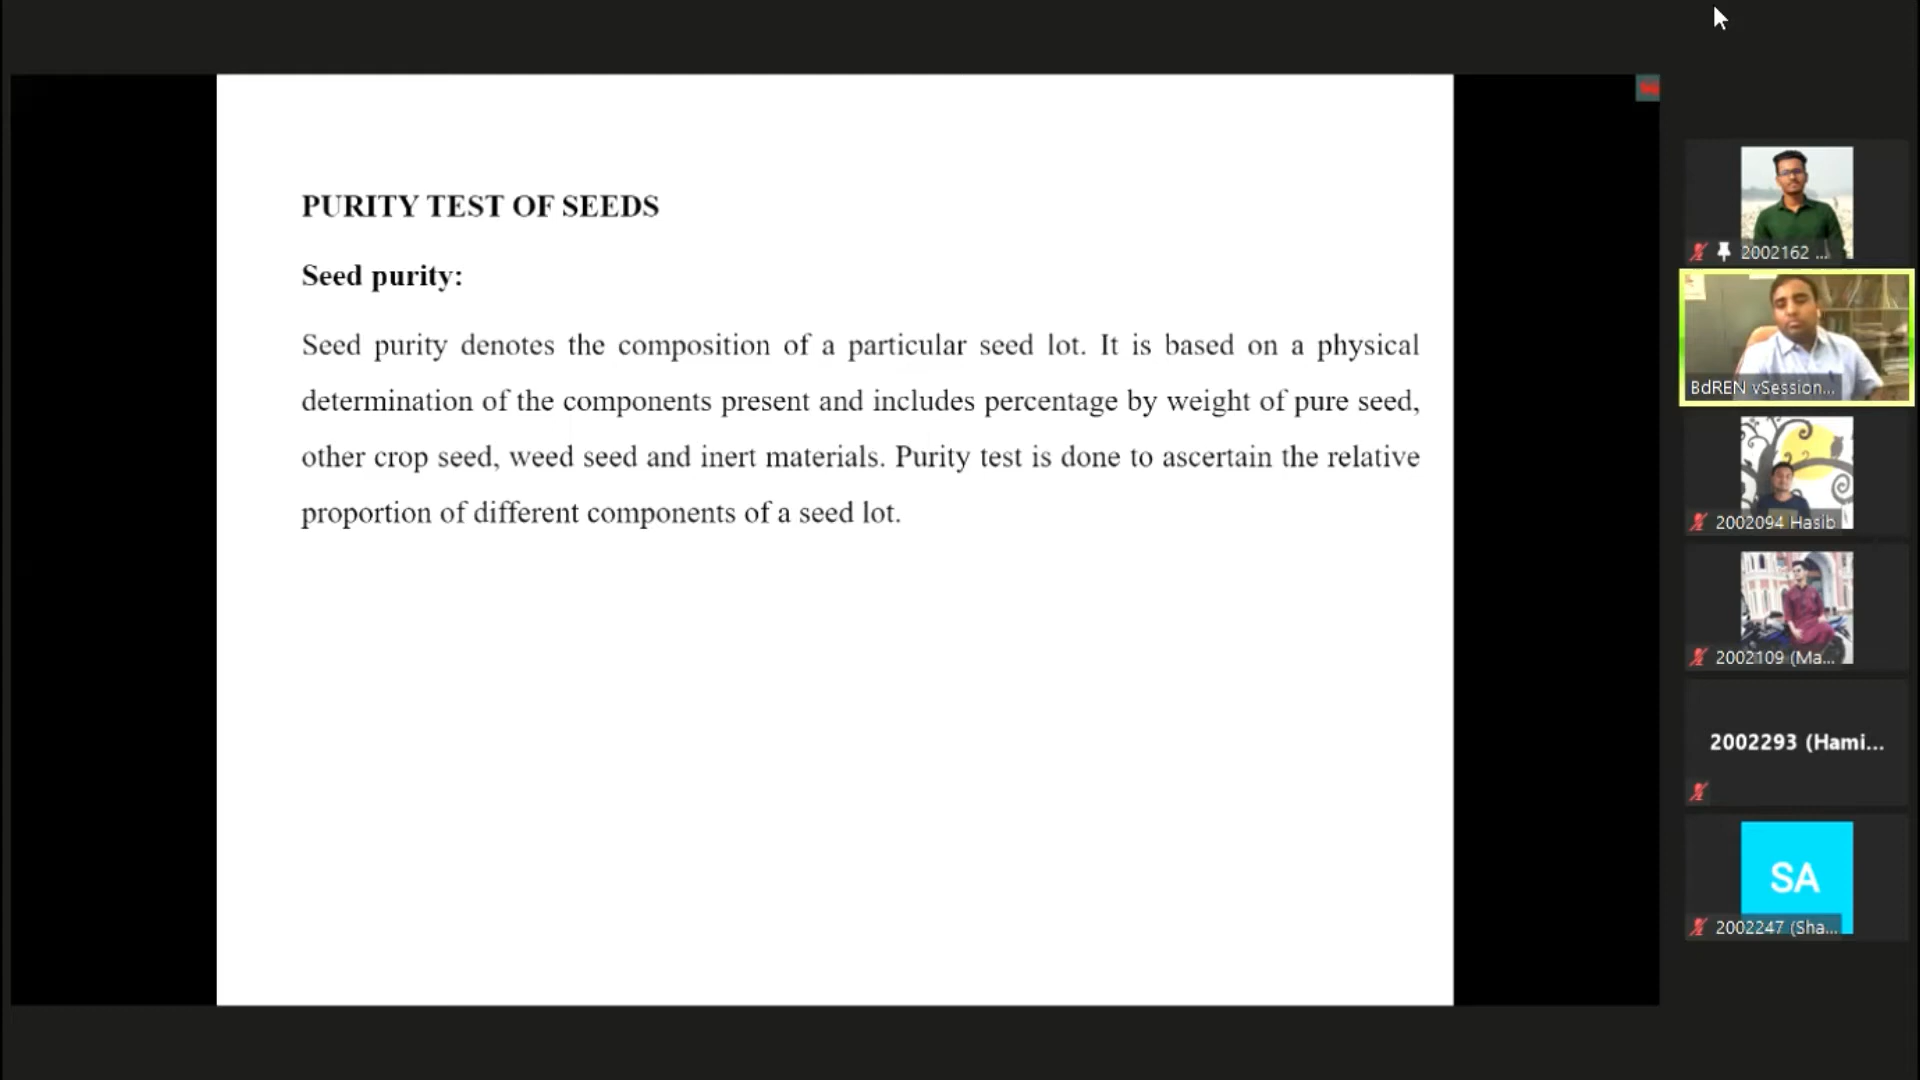 PURITY TEST OF SEEDS
Seed purity:
Seed purity denotes the composition of a particular seed lot. It is based on a physical
determination of the components present and includes percentage by weight of pure seed,
other crop seed, weed seed and inert materials. Purity test is done to ascertain the relative
proportion of different components of a seed lot.
2002162 ...
BdREN vSession...
2002094 Hasib
2002109 (Ma...
2002293 (Hami...
SA
2002247 (Sha...